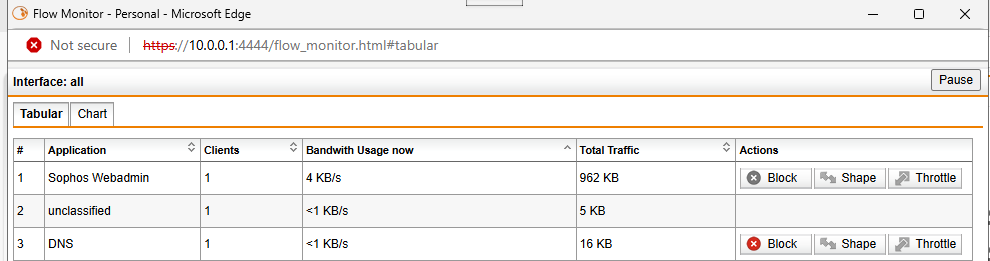 Flow Monitor - Personal - Microsoft Edge
Not secure https://10.0.0.1:4444/flow_monitor.html#tabular
Interface: all Pause
Tabular Chart
# Application Clients Bandwith Usage now Total Traffic Actions
1 Sophos Webadmin 1 4 KB/s 962 KB Block Shape Throttle
2 unclassified 1 <1 KB/s 5 KB
3 DNS 1 <1 KB/s 16 KB Block Shape Throttle